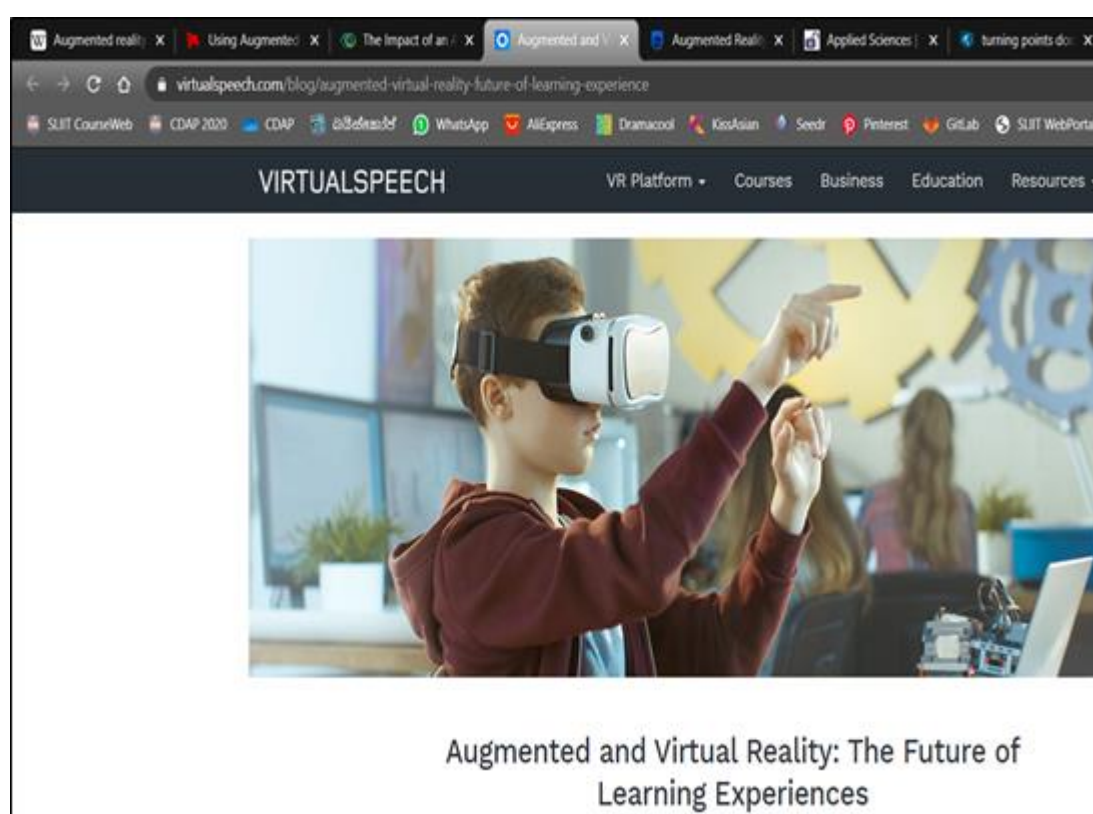 Augmented reality
Using Augmented
The Impact of an A
Augmented and V
Augmented Realit
Applied Sciences |
turning points do
virtualspeech.com/blog/augmented-virtual-reality-future-of-learning-experience
SLIIT CourseWeb CDAP 2020 CDAP WhatsApp AliExpress Dramacool KissAsian Seedr Pinterest GitLab SLIIT WebPorta
VIRTUALSPEECH VR Platform Courses Business Education Resources
Augmented and Virtual Reality: The Future of
Learning Experiences